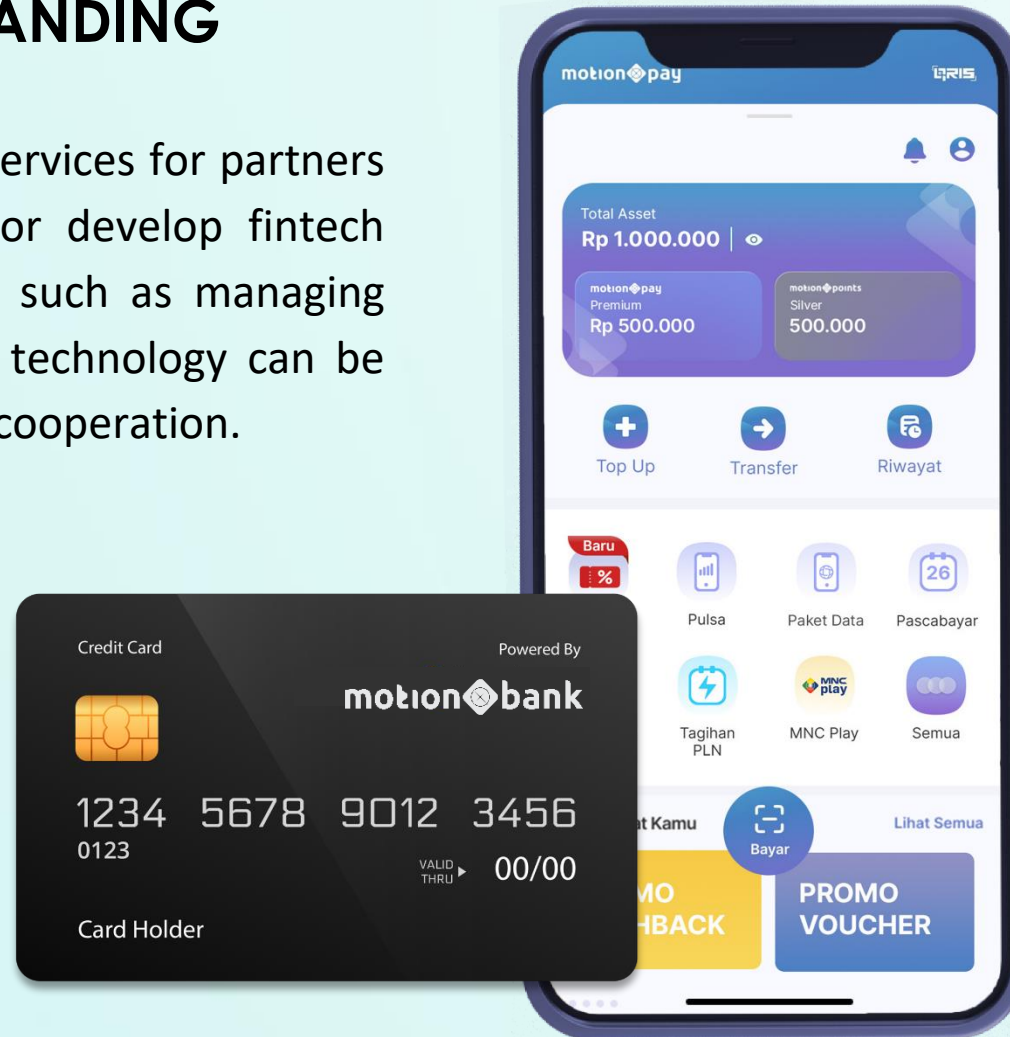 ANDING
ervices for partners
or develop fintech
such as managing
technology can be
cooperation.
motion pay
QRIS
Total Asset
Rp 1.000.000
motion pay
Premium
Rp 500.000
motion points
Silver
500.000
Top Up
Transfer
Riwayat
Baru
%
Pulsa
Paket Data
26
Pascabayar
Tagihan
PLN
MNC
play
MNC Play
Semua
at Kamu
Bayar
Lihat Semua
MO
HBACK
PROMO
VOUCHER
Credit Card
Powered By
motion bank
1234 5678 9012 3456
0123
VALID
THRU
00/00
Card Holder